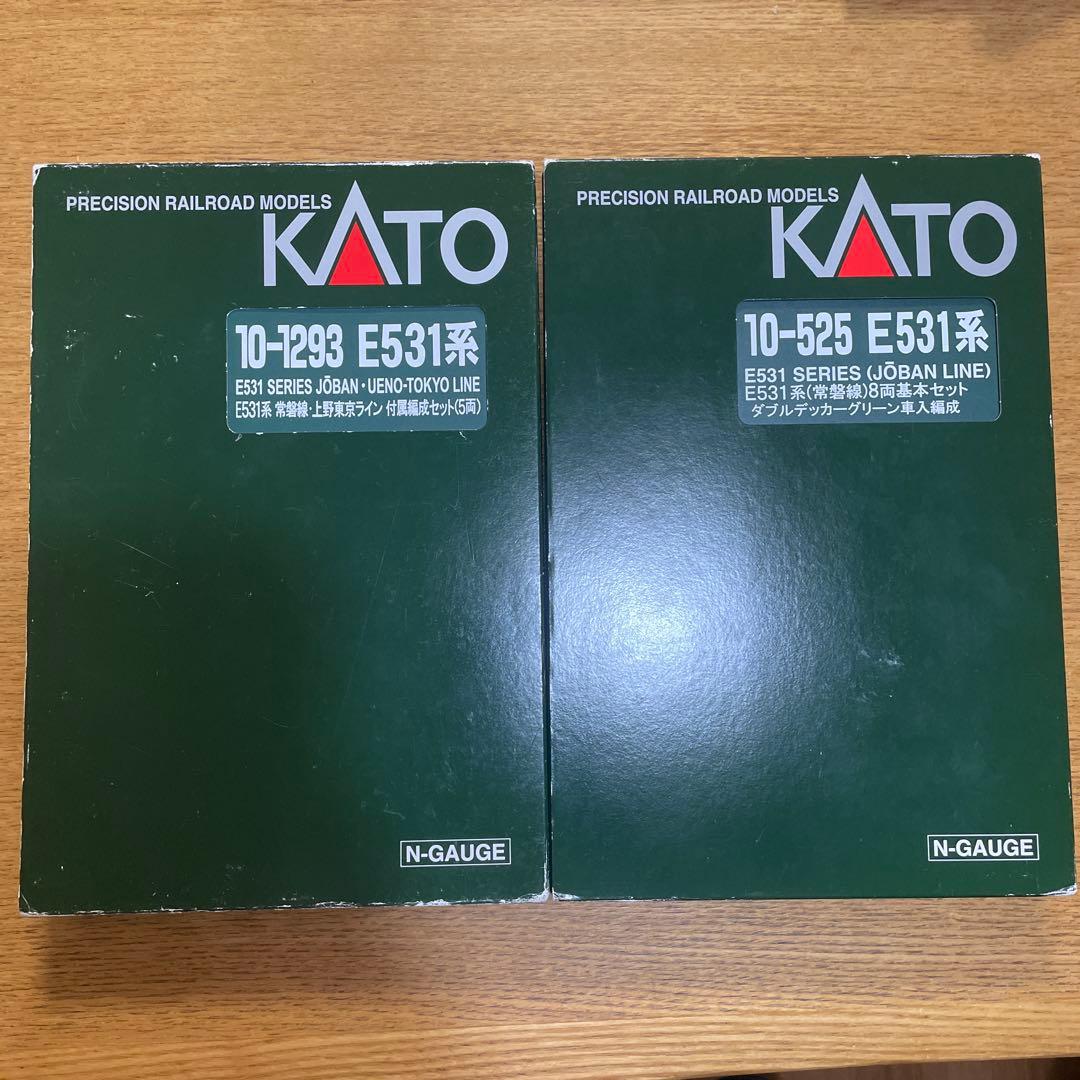 PRECISION RAILROAD MODELS
KATO
10-1293 E531系
E531 SERIES JŌBAN・UENO-TOKYO LINE
E531系 常磐線・上野東京ライン 付属編成セット(5両)
N-GAUGE
PRECISION RAILROAD MODELS
KATO
10-525 E531系
E531 SERIES (JŌBAN LINE)
E531系(常磐線)8両基本セット
ダブルデッカーグリーン車入編成
N-GAUGE